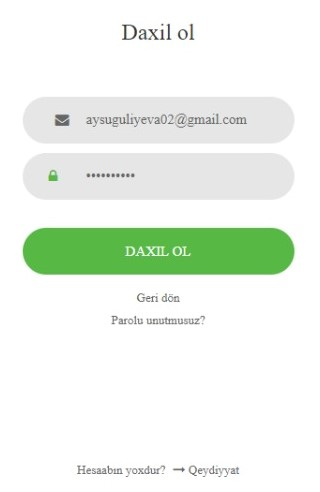 Daxil ol
aysuguliyeva02@gmail.com
••••••••••
DAXIL OL
Geri dön
Parolu unutmusuz?
Hesaabın yoxdur? → Qeydiyyat